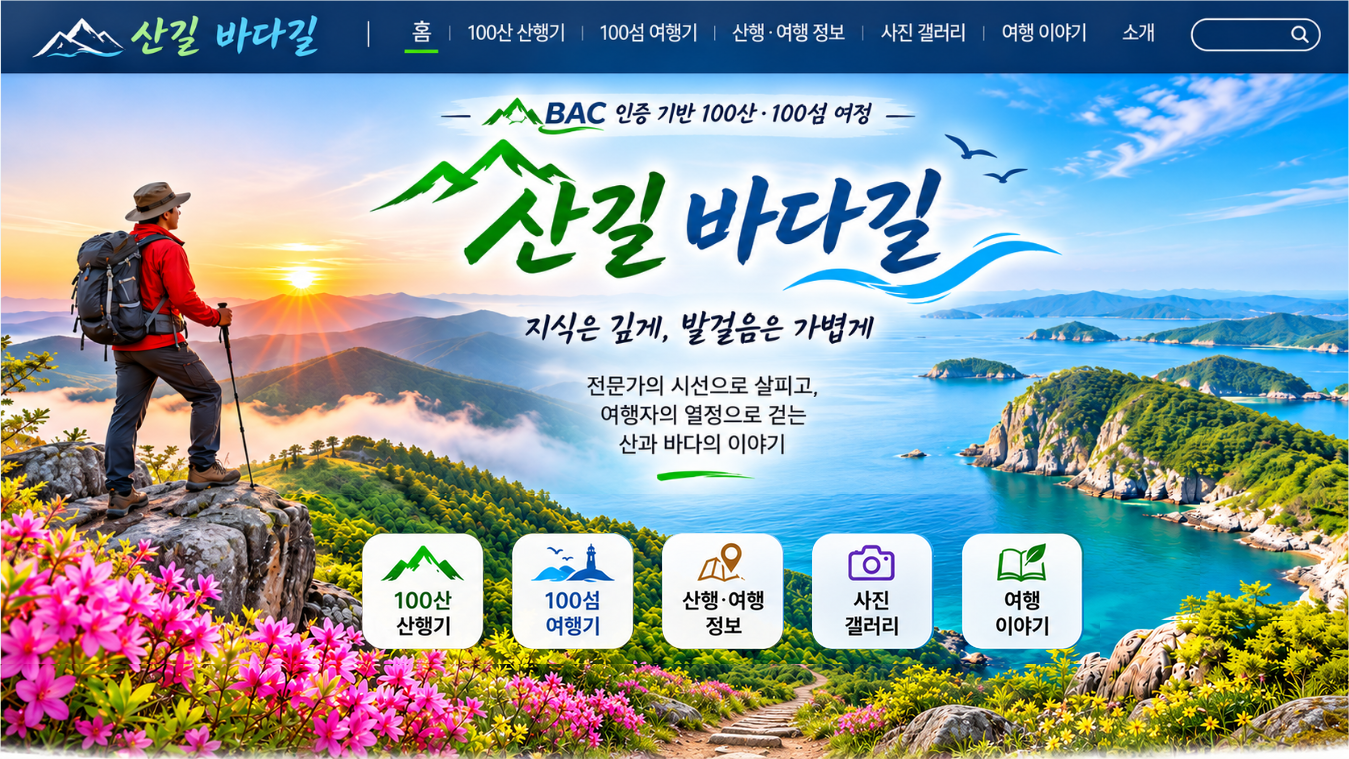 산길 바다길
홈
100산 산행기
100섬 여행기
산행·여행 정보
사진 갤러리
여행 이야기
소개
BAC 인증 기반 100산·100섬 여정
산길 바다길
지식은 깊게, 발걸음은 가볍게
전문가의 시선으로 살피고,
여행자의 열정으로 걷는
산과 바다의 이야기
100산
산행기
100섬
여행기
산행·여행
정보
사진
갤러리
여행
이야기